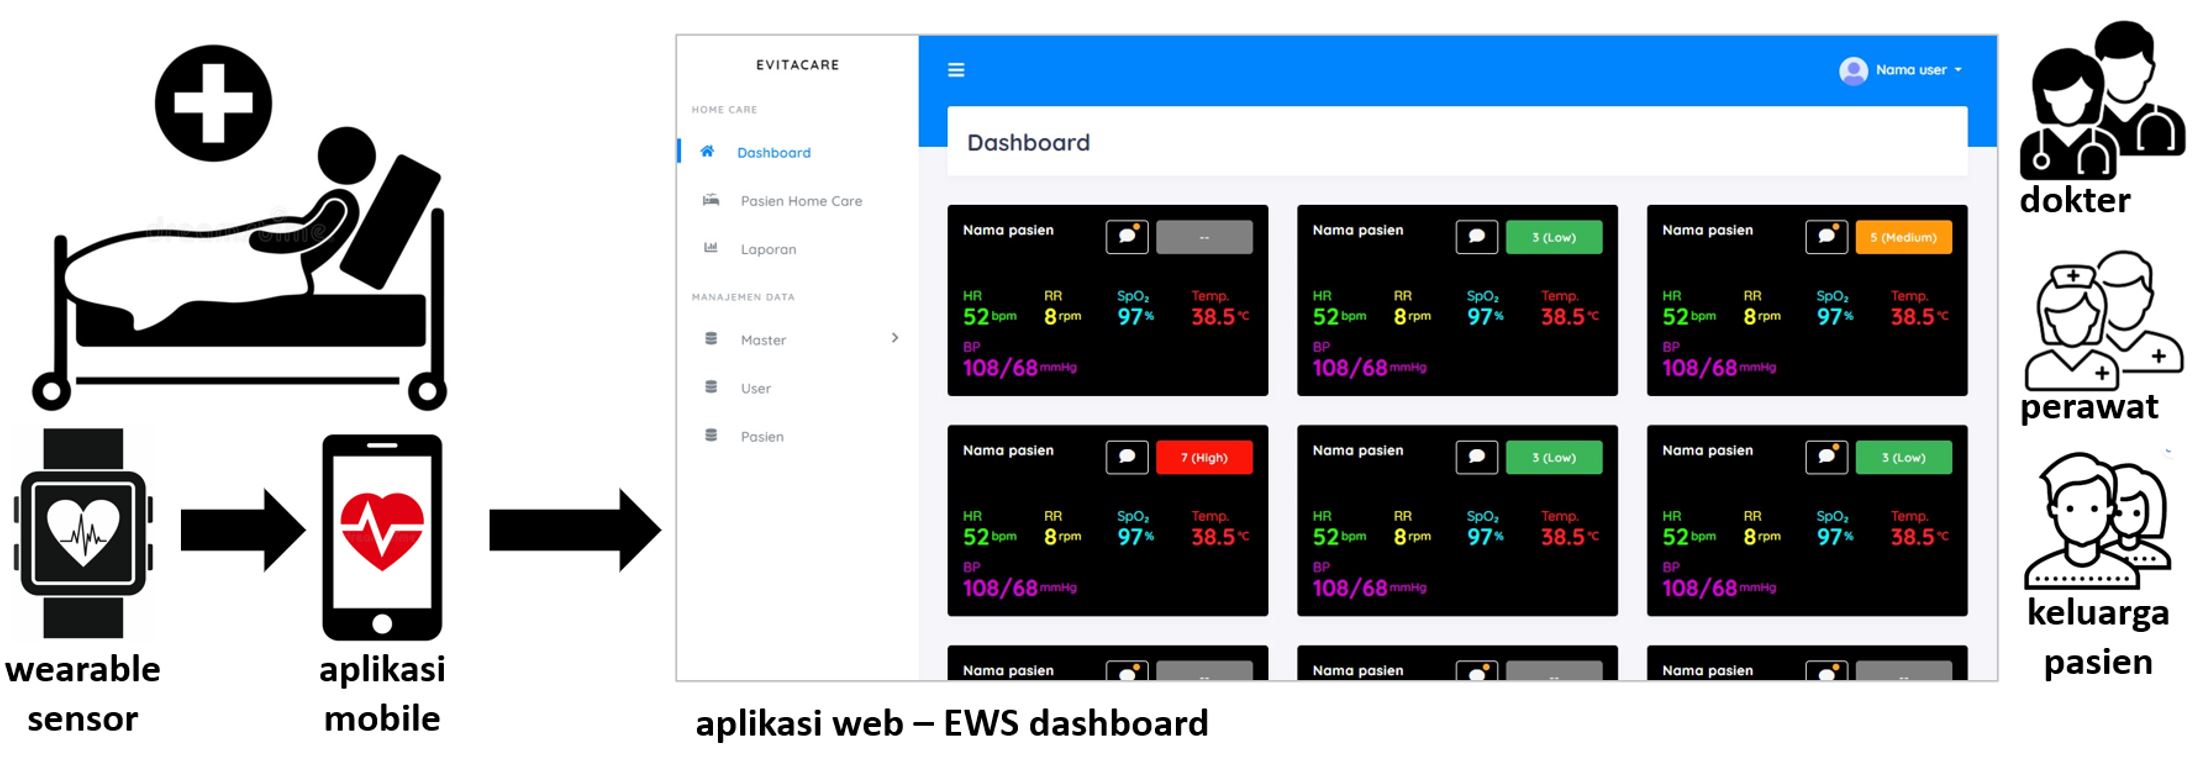 EVITACARE
HOME CARE
Dashboard
Pasien Home Care
Laporan
MANAJEMEN DATA
Master
User
Pasien
Nama user
Dashboard
Nama pasien
--
HR RR SpO₂ Temp.
52 bpm 8 rpm 97 % 38.5 °C
BP
108/68 mmHg
Nama pasien
3 (Low)
HR RR SpO₂ Temp.
52 bpm 8 rpm 97 % 38.5 °C
BP
108/68 mmHg
Nama pasien
5 (Medium)
HR RR SpO₂ Temp.
52 bpm 8 rpm 97 % 38.5 °C
BP
108/68 mmHg
Nama pasien
7 (High)
HR RR SpO₂ Temp.
52 bpm 8 rpm 97 % 38.5 °C
BP
108/68 mmHg
Nama pasien
3 (Low)
HR RR SpO₂ Temp.
52 bpm 8 rpm 97 % 38.5 °C
BP
108/68 mmHg
Nama pasien
3 (Low)
HR RR SpO₂ Temp.
52 bpm 8 rpm 97 % 38.5 °C
BP
108/68 mmHg
Nama pasien
--
Nama pasien
--
Nama pasien
--
dokter
perawat
keluarga
pasien
wearable
sensor
aplikasi
mobile
aplikasi web – EWS dashboard